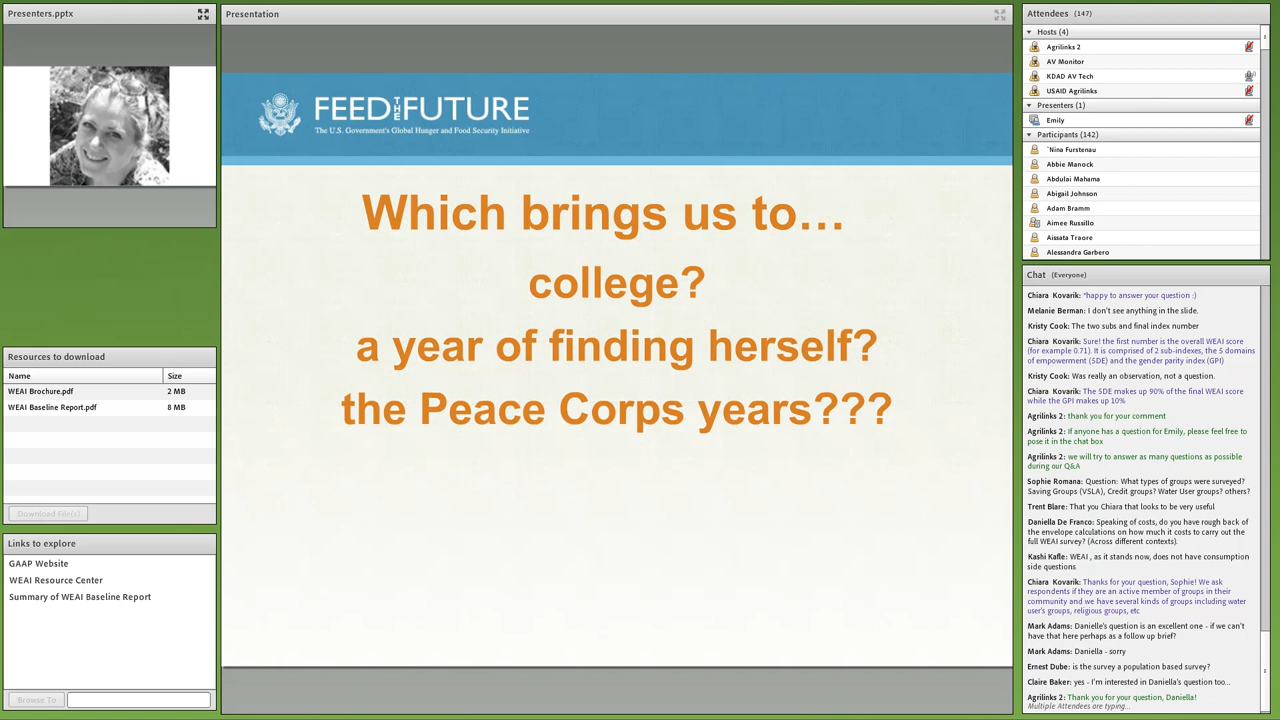 Presenters.pptx
Presentation
FEED THE FUTURE
The U.S. Government's Global Hunger and Food Security Initiative
Which brings us to...
college?
a year of finding herself?
the Peace Corps years???
Resources to download
Name Size
WEAI Brochure.pdf 2 MB
WEAI Baseline Report.pdf 8 MB
Download File(s)
Links to explore
GAAP Website
WEAI Resource Center
Summary of WEAI Baseline Report
Browse To
Attendees (147)
Hosts (4)
Agrilinks 2
AV Monitor
KDAD AV Tech
USAID Agrilinks
Presenters (1)
Emily
Participants (142)
`Nina Furstenau
Abbie Manock
Abdulai Mahama
Abigail Johnson
Adam Bramm
Aimee Russillo
Aissata Traore
Alessandra Garbero
Chat (Everyone)
Chiara Kovarik: *happy to answer your question :)
Melanie Berman: I don't see anything in the slide.
Kristy Cook: The two subs and final index number
Chiara Kovarik: Sure! the first number is the overall WEAI score
(for example 0.71). It is comprised of 2 sub-indexes, the 5 domains
of empowerment (5DE) and the gender parity index (GPI)
Kristy Cook: Was really an observation, not a question.
Chiara Kovarik: The 5DE makes up 90% of the final WEAI score
while the GPI makes up 10%
Agrilinks 2: thank you for your comment
Agrilinks 2: If anyone has a question for Emily, please feel free to
pose it in the chat box
Agrilinks 2: we will try to answer as many questions as possible
during our Q&A
Sophie Romana: Question: What types of groups were surveyed?
Saving Groups (VSLA), Credit groups? Water User groups? others?
Trent Blare: That you Chiara that looks to be very useful
Daniella De Franco: Speaking of costs, do you have rough back of
the envelope calculations on how much it costs to carry out the
full WEAI survey? (Across different contexts).
Kashi Kafle: WEAI , as it stands now, does not have consumption
side questions
Chiara Kovarik: Thanks for your question, Sophie! We ask
respondents if they are an active member of groups in their
community and we have several kinds of groups including water
user's groups, religious groups, etc
Mark Adams: Danielle's question is an excellent one - if we can't
have that here perhaps as a follow up brief?
Mark Adams: Daniella - sorry
Ernest Dube: is the survey a population based survey?
Claire Baker: yes - I'm interested in Daniella's question too...
Agrilinks 2: Thank you for your question, Daniella!
Multiple Attendees are typing...